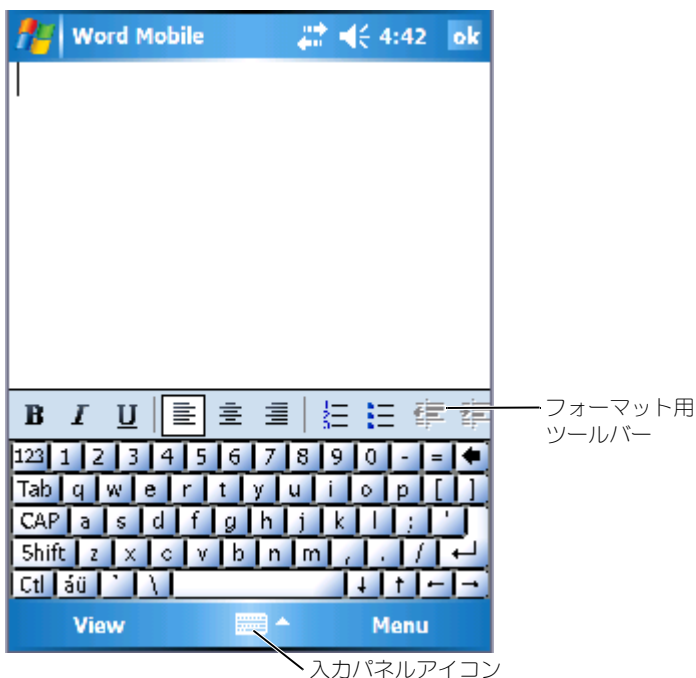 Word Mobile 4:42 ok
B I U
フォーマット用
ツールバー
123 1 2 3 4 5 6 7 8 9 0 - =
Tab q w e r t y u i o p [ ]
CAP a s d f g h j k l ; '
Shift z x c v b n m , . /
Ctl áü ` \
View Menu
入力パネルアイコン